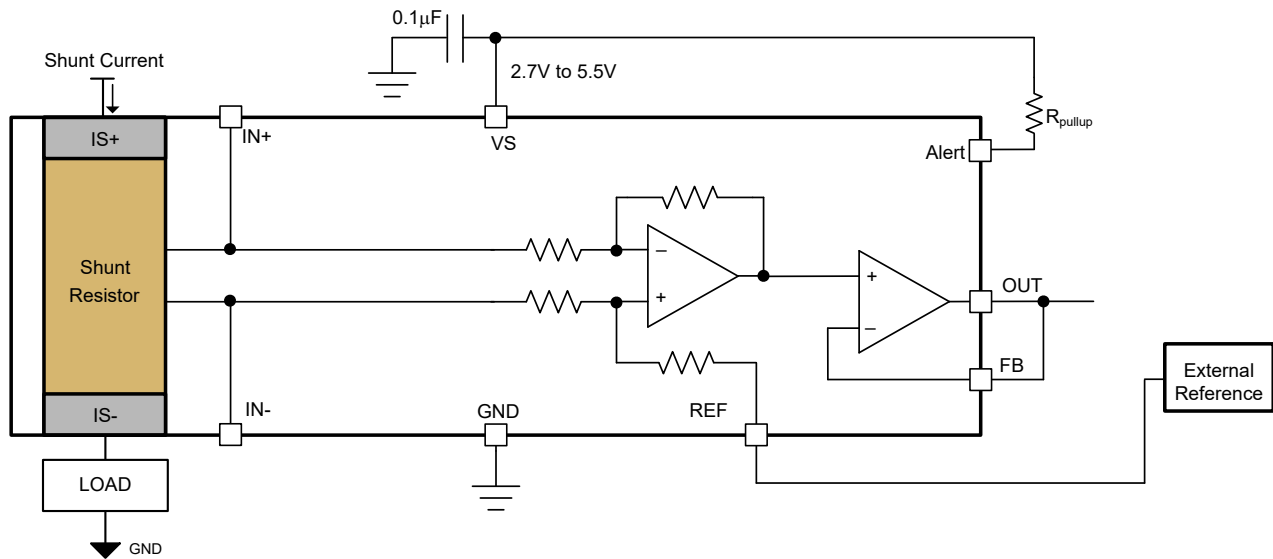 0.1μF
Shunt Current
2.7V to 5.5V
Rpullup
IS+
IN+
VS
Alert
Shunt
Resistor
−
+
+
−
OUT
FB
External
Reference
IS-
IN-
GND
REF
LOAD
GND